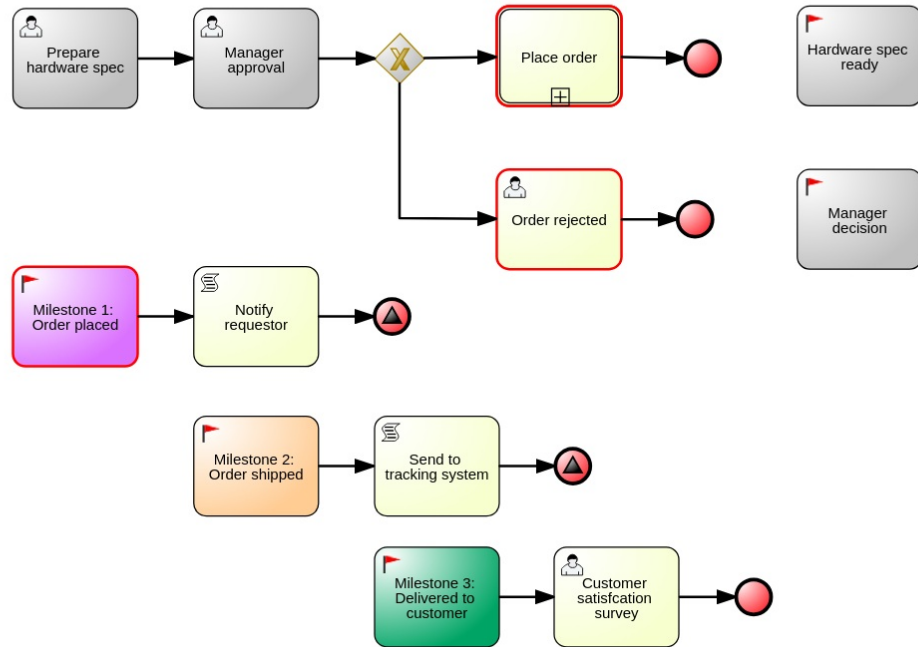 Prepare
hardware spec
Manager
approval
X
Place order
Hardware spec
ready
Order rejected
Manager
decision
Milestone 1:
Order placed
Notify
requestor
Milestone 2:
Order shipped
Send to
tracking system
Milestone 3:
Delivered to
customer
Customer
satisfcation
survey